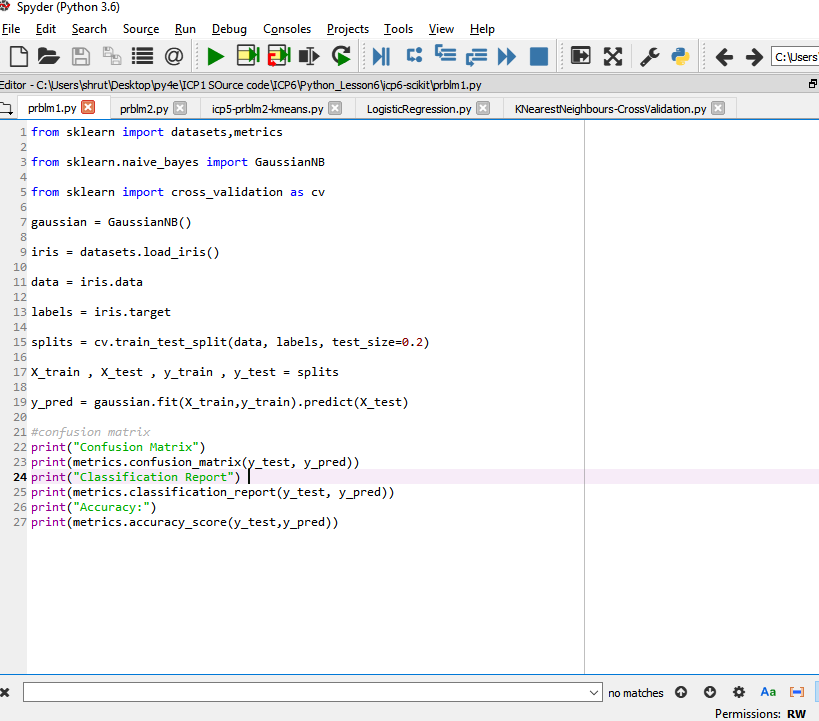 Spyder (Python 3.6)
File Edit Search Source Run Debug Consoles Projects Tools View Help
C:\Users
Editor - C:\Users\shrut\Desktop\py4e\ICP1 SOurce code\ICP6\Python_Lesson6\icp6-scikit\prblm1.py
prblm1.py prblm2.py icp5-prblm2-kmeans.py LogisticRegression.py KNearestNeighbours-CrossValidation.py
1 from sklearn import datasets,metrics
2
3 from sklearn.naive_bayes import GaussianNB
4
5 from sklearn import cross_validation as cv
6
7 gaussian = GaussianNB()
8
9 iris = datasets.load_iris()
10
11 data = iris.data
12
13 labels = iris.target
14
15 splits = cv.train_test_split(data, labels, test_size=0.2)
16
17 X_train , X_test , y_train , y_test = splits
18
19 y_pred = gaussian.fit(X_train,y_train).predict(X_test)
20
21 #confusion matrix
22 print("Confusion Matrix")
23 print(metrics.confusion_matrix(y_test, y_pred))
24 print("Classification Report")
25 print(metrics.classification_report(y_test, y_pred))
26 print("Accuracy:")
27 print(metrics.accuracy_score(y_test,y_pred))
no matches Aa
Permissions: RW